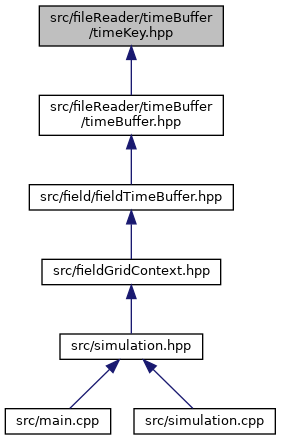 src/fileReader/timeBuffer
/timeKey.hpp
src/fileReader/timeBuffer
/timeBuffer.hpp
src/field/fieldTimeBuffer.hpp
src/fieldGridContext.hpp
src/simulation.hpp
src/main.cpp
src/simulation.cpp